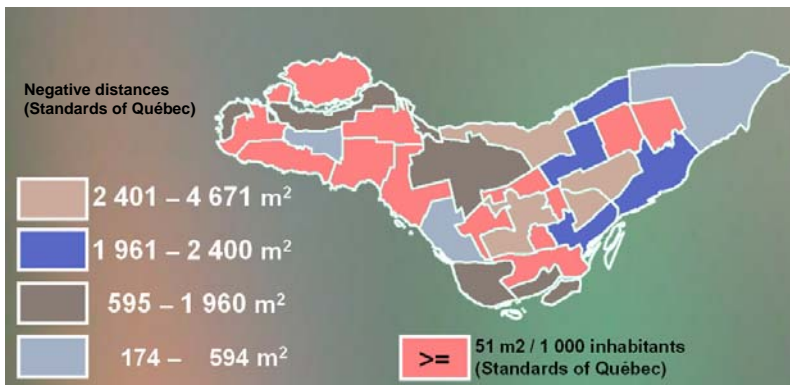 Negative distances
(Standards of Québec)
2 401 – 4 671 m²
1 961 – 2 400 m²
595 – 1 960 m²
174 – 594 m²
>= 51 m2 / 1 000 inhabitants
(Standards of Québec)